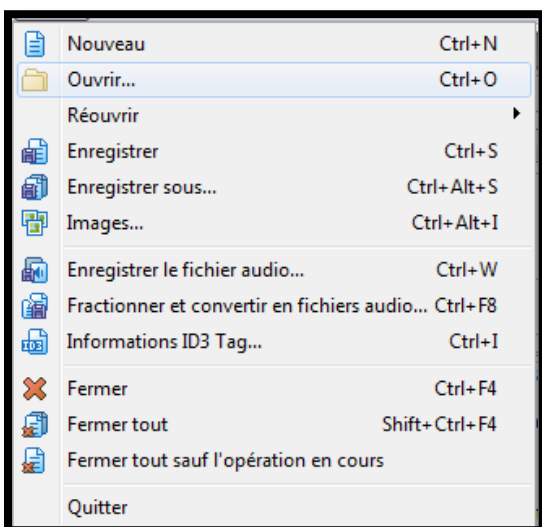 Nouveau Ctrl+N
Ouvrir... Ctrl+O
Réouvrir
Enregistrer Ctrl+S
Enregistrer sous... Ctrl+Alt+S
Images... Ctrl+Alt+I
Enregistrer le fichier audio... Ctrl+W
Fractionner et convertir en fichiers audio... Ctrl+F8
Informations ID3 Tag... Ctrl+I
Fermer Ctrl+F4
Fermer tout Shift+Ctrl+F4
Fermer tout sauf l'opération en cours
Quitter